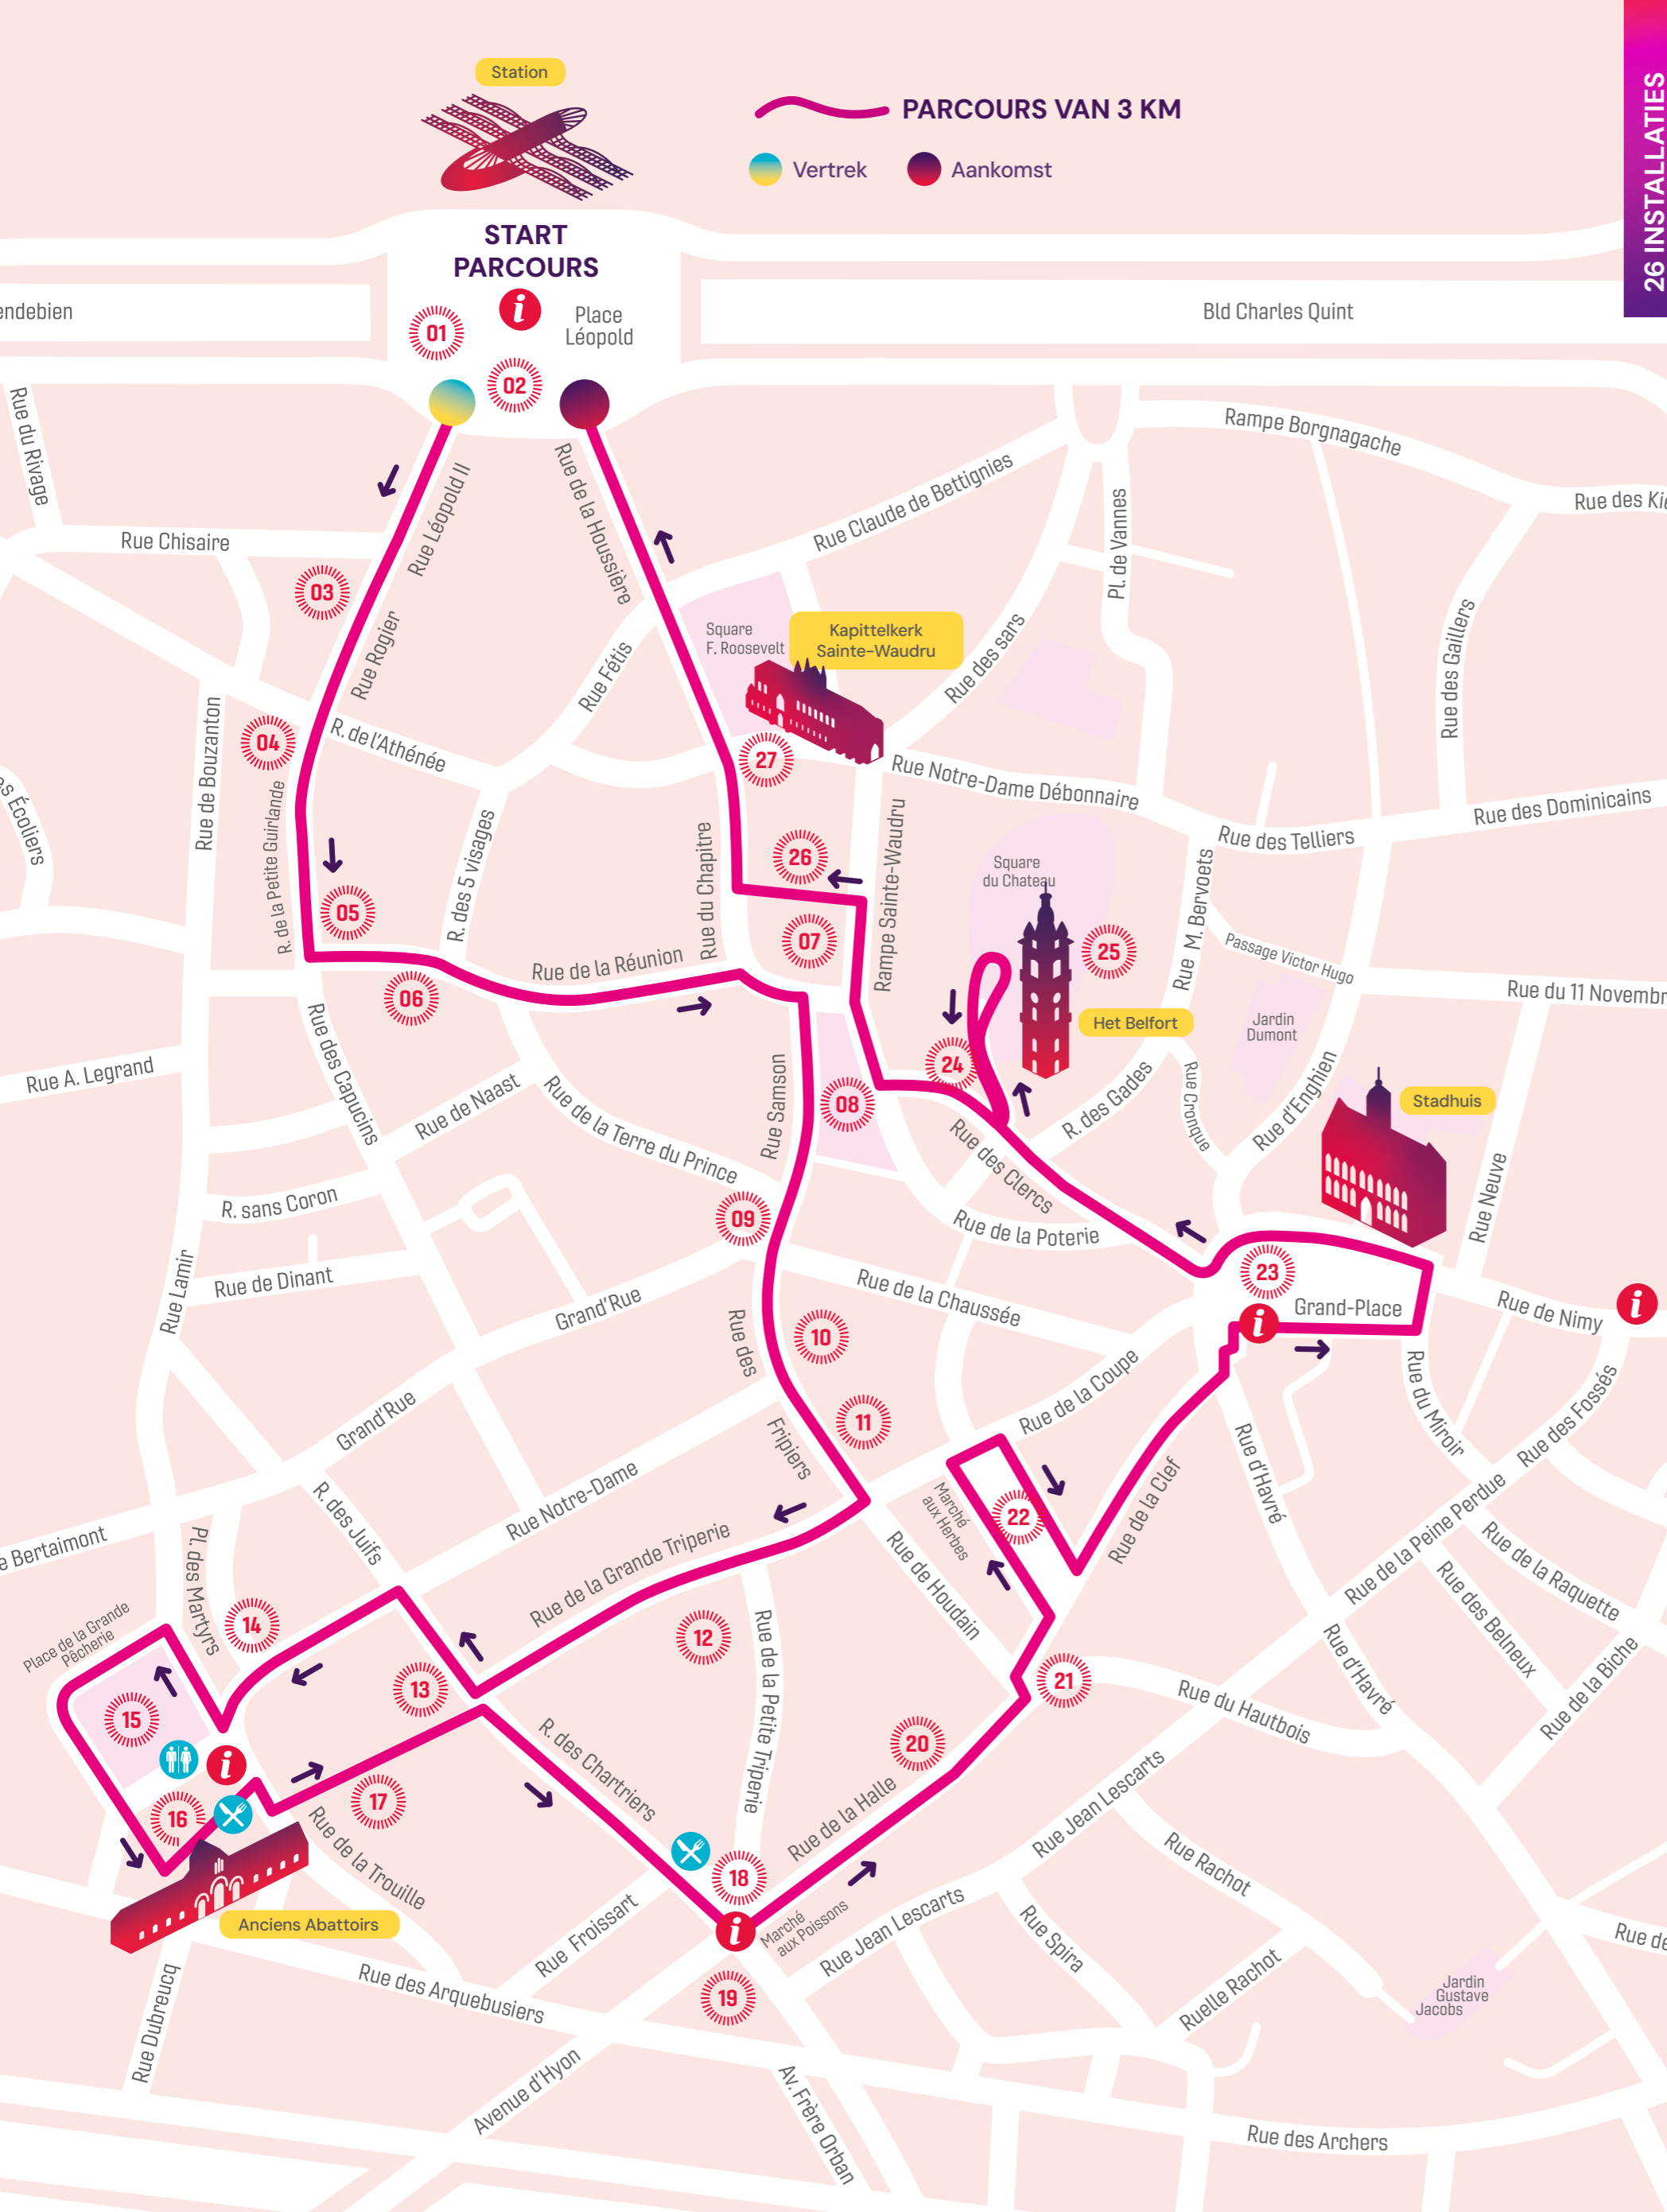 Station
PARCOURS VAN 3 KM
Vertrek
Aankomst
26 INSTALLATIES
START
PARCOURS
i
Place
Léopold
01
02
endebien
Bld Charles Quint
Rue du Rivage
Rue Chisaire
Rue Léopold II
Rue de la Houssière
Rue Claude de Bettignies
Pl. de Vannes
Rampe Borgnagache
Rue des Kie
03
Rue Rogier
Rue Fétis
Square
F. Roosevelt
Kapittelkerk
Sainte-Waudru
Rue des sars
Rue des Gaillers
04
R. de l'Athénée
Rue de Bouzanton
R. de la Petite Guirlande
27
Rue Notre-Dame Débonnaire
Rue des Telliers
Rue des Dominicains
es Écoliers
05
R. des 5 visages
Rue du Chapitre
26
Rampe Sainte-Waudru
Square
du Chateau
25
Rue M. Bervoets
Passage Victor Hugo
Rue du 11 Novembr
06
Rue de la Réunion
07
Het Belfort
Jardin
Dumont
Rue A. Legrand
Rue des Capucins
Rue de Naast
Rue de la Terre du Prince
Rue Samson
08
24
R. des Gades
Rue Cronque
Rue d'Enghien
Stadhuis
Rue des Clercs
R. sans Coron
09
Rue de la Poterie
Rue Neuve
Rue Lamir
Rue de Dinant
Grand'Rue
Rue de la Chaussée
23
Grand-Place
i
Rue de Nimy
i
Rue des
Fripiers
10
11
Rue de la Coupe
Rue du Miroir
Rue des Fossés
Grand'Rue
Rue Notre-Dame
R. des Juifs
Marché
aux Herbes
22
Rue de la Clef
Rue d'Havré
Rue de la Peine Perdue
e Bertaimont
Pl. des Martyrs
Rue de la Grande Triperie
Rue de Houdain
Rue de la Raquette
Rue des Belneux
Place de la Grande
Pêcherie
14
12
Rue de la Petite Triperie
13
21
Rue du Hautbois
Rue d'Havré
Rue de la Biche
15
i
16
17
R. des Chartriers
20
Rue de la Halle
Rue Jean Lescarts
Rue de la Trouille
Anciens Abattoirs
18
i
Marché
aux Poissons
Rue Jean Lescarts
Rue Rachot
Rue Froissart
Rue Spira
Rue de
19
Rue des Arquebusiers
Rue Dubreucq
Ruelle Rachot
Jardin
Gustave
Jacobs
Avenue d'Hyon
Av. Frère Orban
Rue des Archers